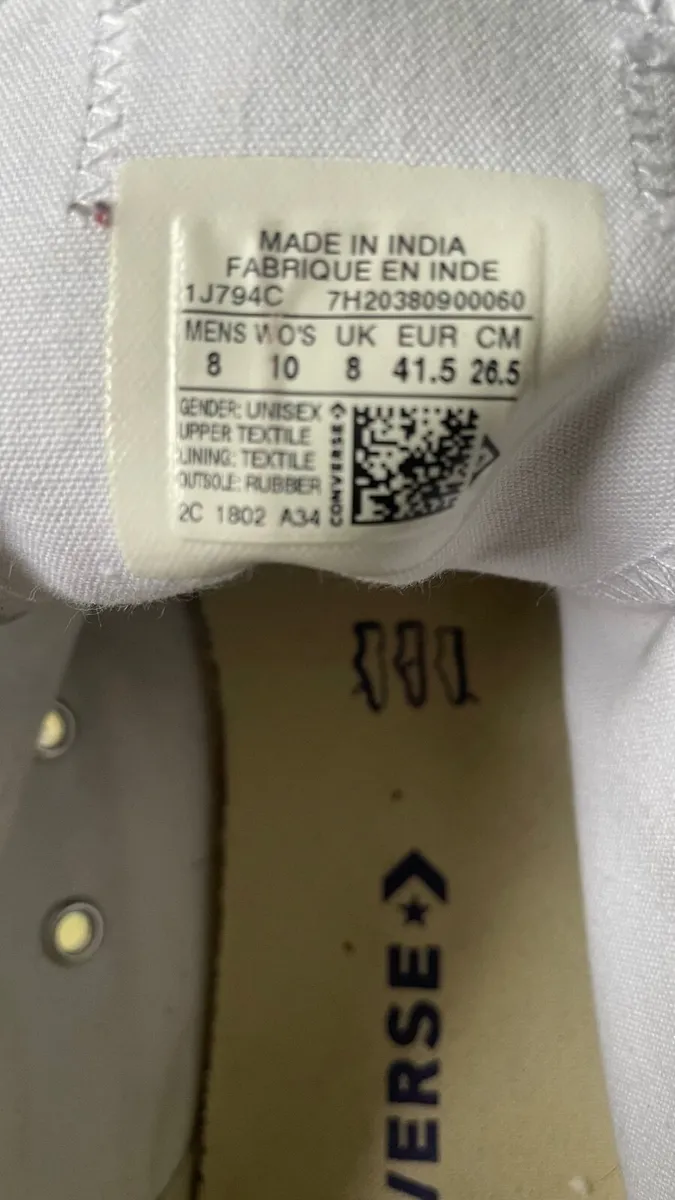 MADE IN INDIA
FABRIQUE EN INDE
1J794C 7H20380900060
MENS WO'S UK EUR CM
8 10 8 41.5 26.5
GENDER: UNISEX
UPPER TEXTILE
LINING: TEXTILE
OUTSOLE: RUBBER
2C 1802 A34
CONVERSE
VERSE